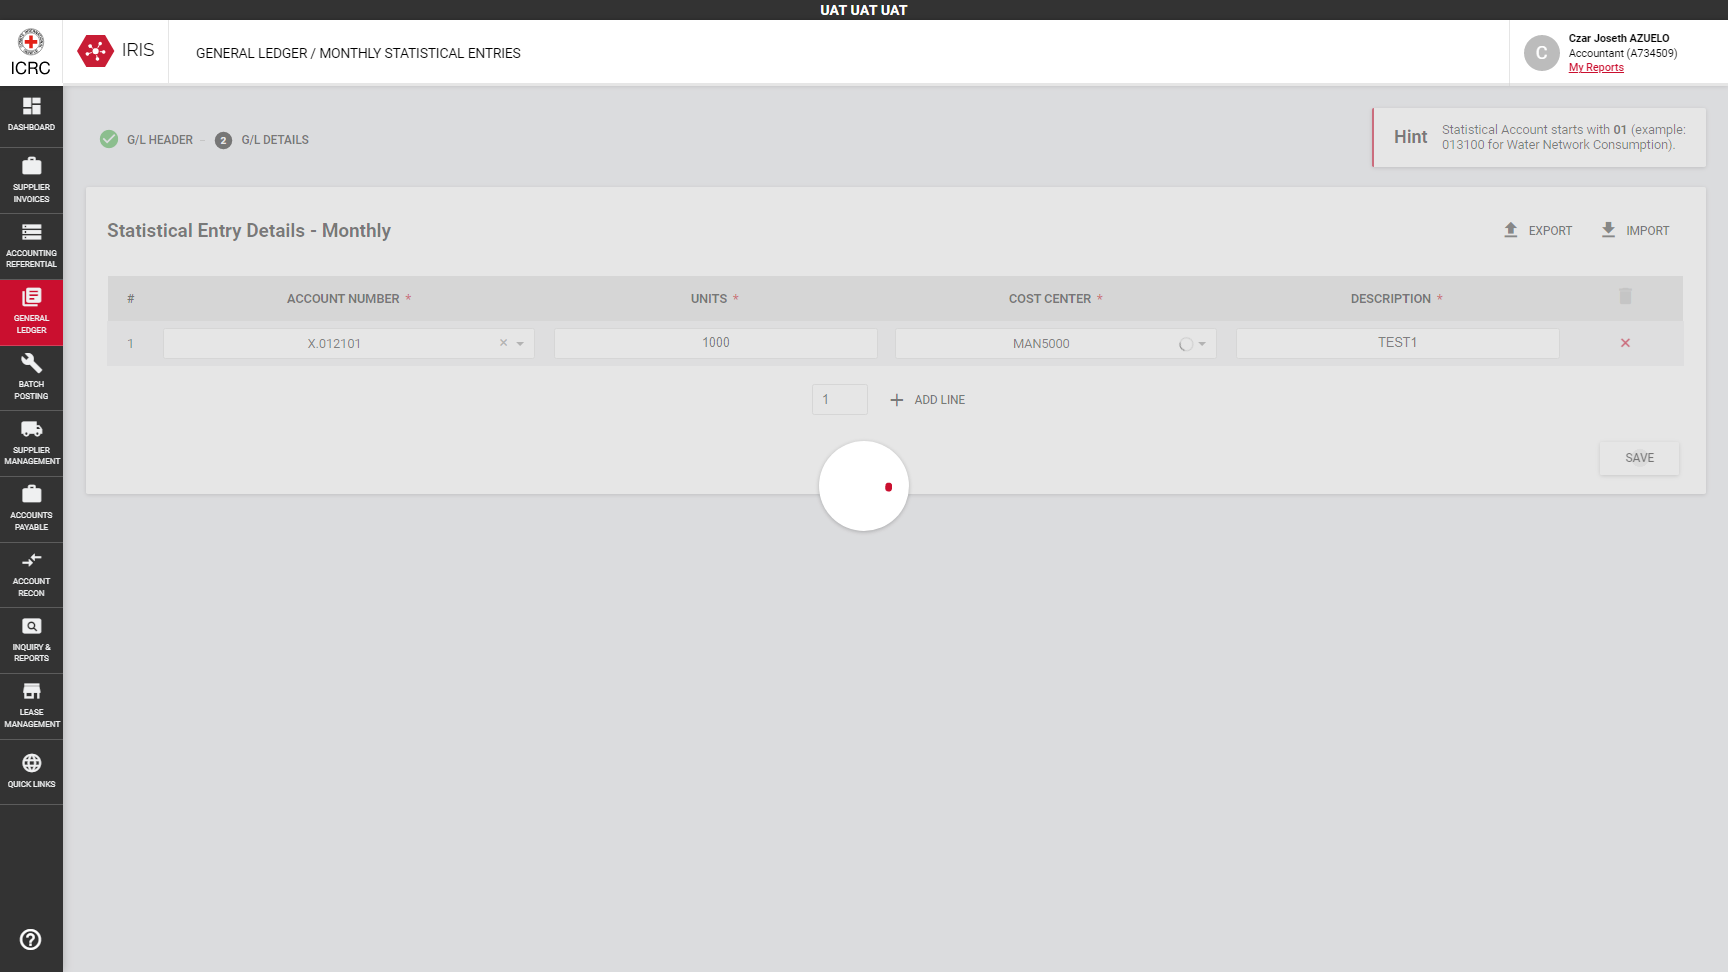 UAT UAT UAT
ICRC
IRIS
GENERAL LEDGER / MONTHLY STATISTICAL ENTRIES
C
Czar Joseth AZUELO
Accountant (A734509)
My Reports
DASHBOARD
SUPPLIER
INVOICES
ACCOUNTING
REFERENTIAL
GENERAL
LEDGER
BATCH
POSTING
SUPPLIER
MANAGEMENT
ACCOUNTS
PAYABLE
ACCOUNT
RECON
INQUIRY &
REPORTS
LEASE
MANAGEMENT
QUICK LINKS
G/L HEADER
2 G/L DETAILS
Hint
Statistical Account starts with 01 (example:
013100 for Water Network Consumption).
Statistical Entry Details - Monthly
EXPORT
IMPORT
# ACCOUNT NUMBER * UNITS * COST CENTER * DESCRIPTION *
1 X.012101 × 1000 MAN5000 TEST1
1
+ ADD LINE
SAVE